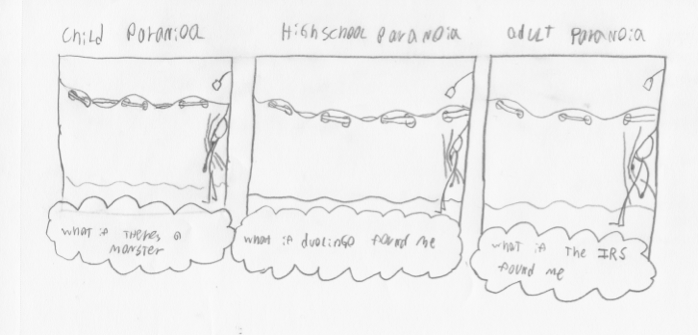 Child Paranioa
Highschool paranoia
adult paranoia
what if theres a
monster
what if duolingo found me
what if the IRS
found me